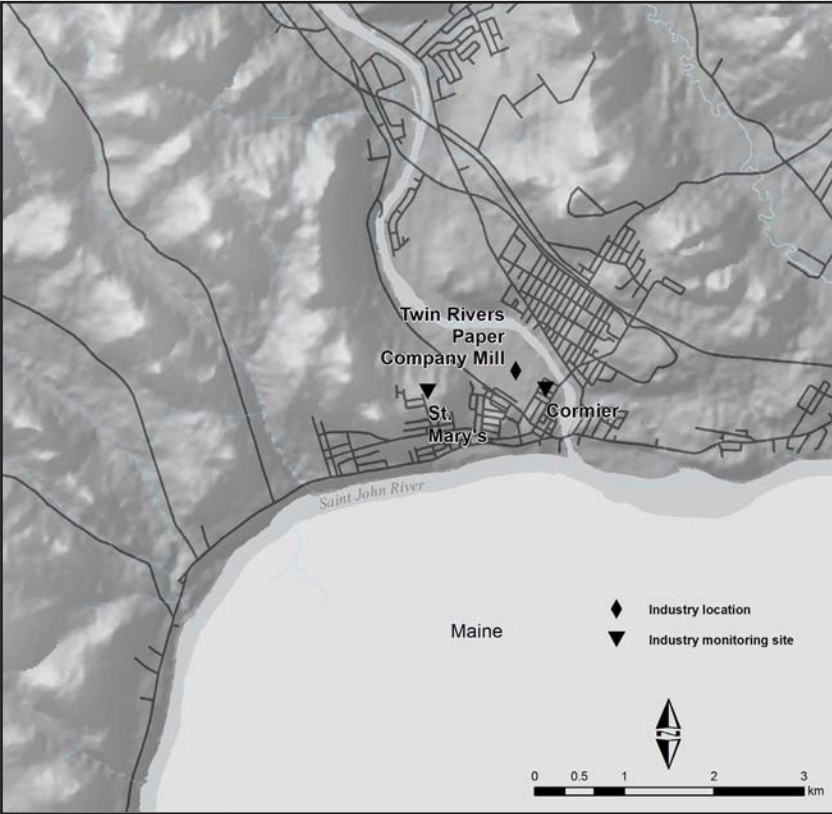 Twin Rivers
Paper
Company Mill
St.
Mary's
Cormier
Saint John River
Maine
Industry location
Industry monitoring site
N
0 0.5 1 2 3
km